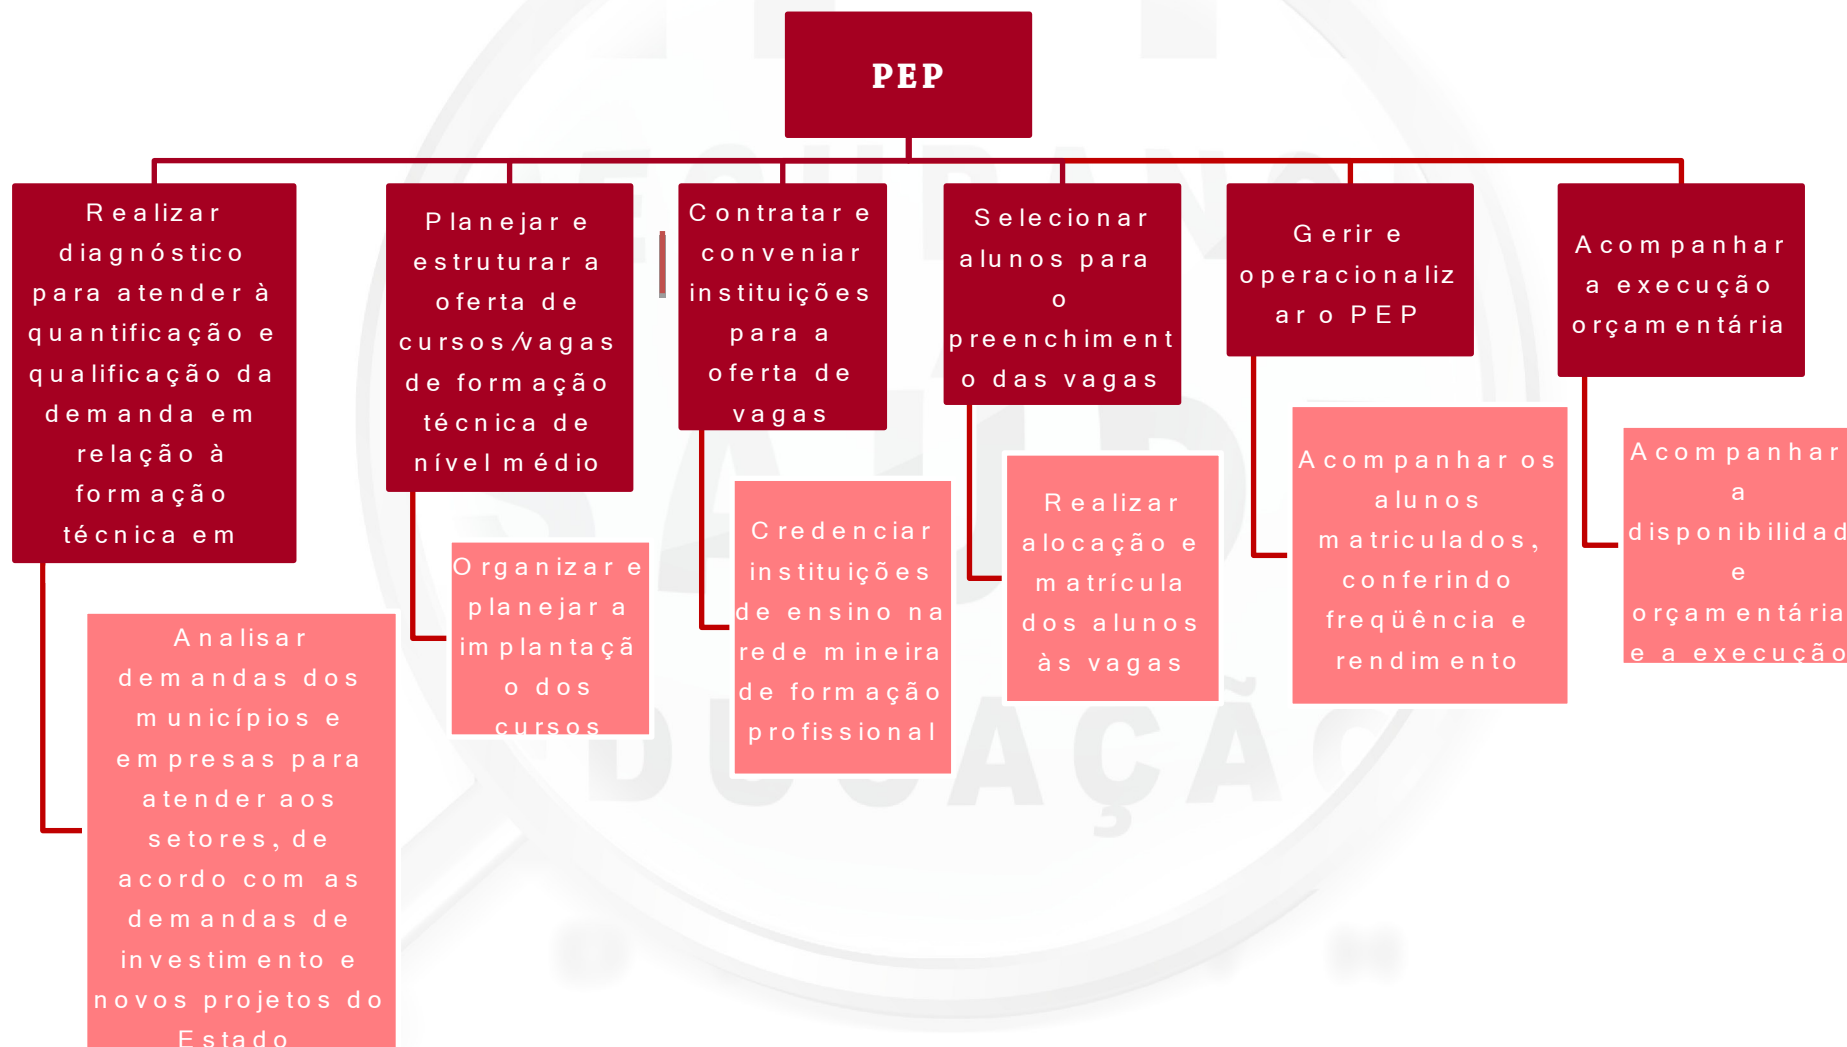 PEP
Realizar
diagnóstico
para atender à
quantificação e
qualificação da
demanda em
relação à
formação
técnica em
Analisar
demandas dos
municípios e
empresas para
atender aos
setores, de
acordo com as
demandas de
investimento e
novos projetos do
Estado
Planejar e
estruturar a
oferta de
cursos/vagas
de formação
técnica de
nível médio
Organizar e
planejar a
implantaçã
o dos
cursos
Contratar e
conveniar
instituições
para a
oferta de
vagas
Credenciar
instituições
de ensino na
rede mineira
de formação
profissional
Selecionar
alunos para
o
preenchiment
o das vagas
Realizar
alocação e
matrícula
dos alunos
às vagas
Gerir e
operacionaliz
ar o PEP
Acompanhar os
alunos
matriculados,
conferindo
freqüência e
rendimento
Acompanhar
a execução
orçamentária
Acompanhar
a
disponibilidad
e
orçamentária
e a execução